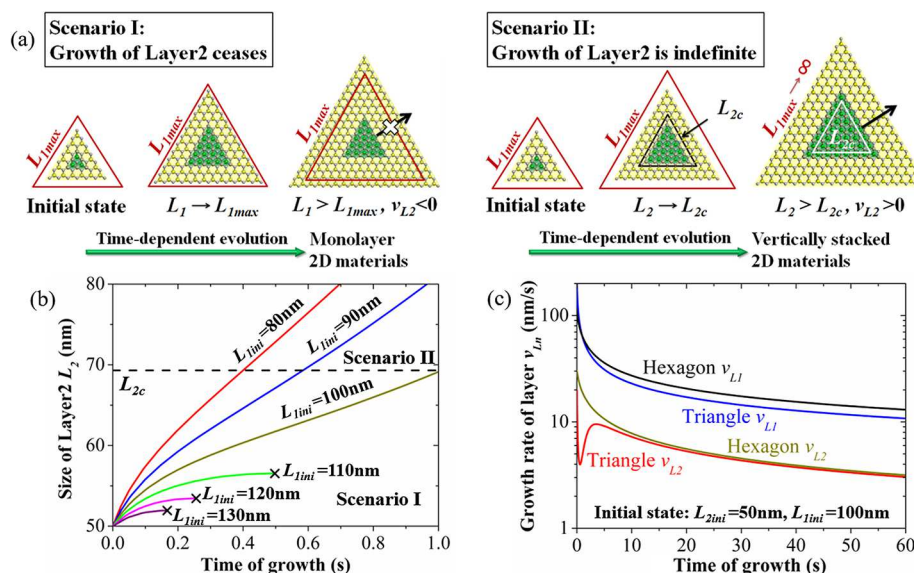 (a)
Scenario I:
Growth of Layer2 ceases
L1max
L1max
L1max
Initial state
L1 → L1max
L1 > L1max, vL2<0
Time-dependent evolution
Monolayer
2D materials
Scenario II:
Growth of Layer2 is indefinite
L1max
L1max
L2c
L1max → ∞
L2c
Initial state
L2 → L2c
L2 > L2c, vL2>0
Time-dependent evolution
Vertically stacked
2D materials
(b)
Size of Layer2 L2 (nm)
80
70
60
50
L1ini=80nm
L1ini=90nm
Scenario II
L2c
L1ini=100nm
L1ini=110nm
L1ini=120nm
Scenario I
L1ini=130nm
0.0 0.2 0.4 0.6 0.8 1.0
Time of growth (s)
(c)
Growth rate of layer vLn (nm/s)
100
10
1
Hexagon vL1
Triangle vL1
Hexagon vL2
Triangle vL2
Initial state: L2ini=50nm, L1ini=100nm
0 10 20 30 40 50 60
Time of growth (s)